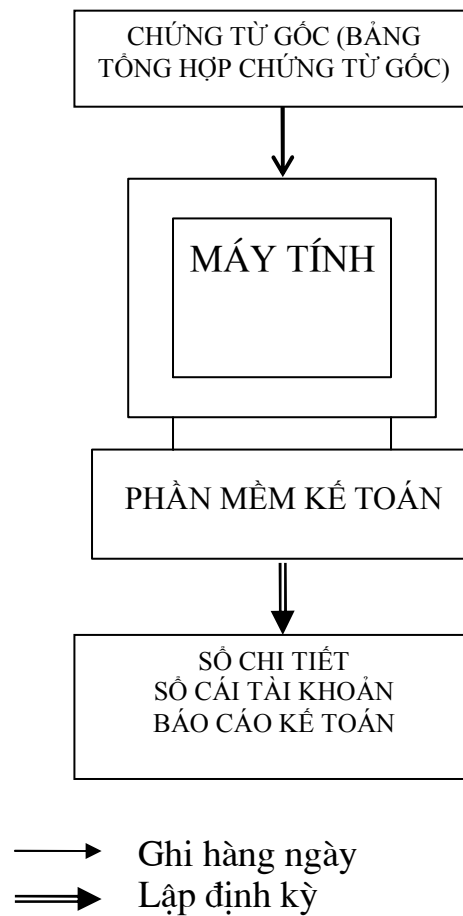 CHỨNG TỪ GỐC (BẢNG
TỔNG HỢP CHỨNG TỪ GỐC)
MÁY TÍNH
PHẦN MỀM KẾ TOÁN
SỔ CHI TIẾT
SỔ CÁI TÀI KHOẢN
BÁO CÁO KẾ TOÁN
Ghi hàng ngày
Lập định kỳ